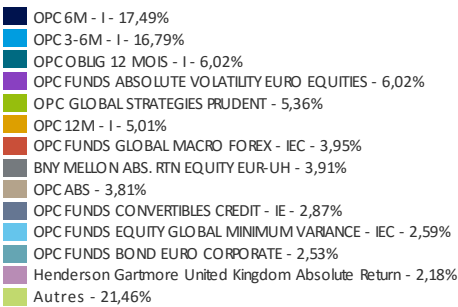 OPC 6M - I - 17,49%
OPC 3-6M - I - 16,79%
OPC OBLIG 12 MOIS - I - 6,02%
OPC FUNDS ABSOLUTE VOLATILITY EURO EQUITIES - 6,02%
OPC GLOBAL STRATEGIES PRUDENT - 5,36%
OPC 12M - I - 5,01%
OPC FUNDS GLOBAL MACRO FOREX - IEC - 3,95%
BNY MELLON ABS. RTN EQUITY EUR-UH - 3,91%
OPC ABS - 3,81%
OPC FUNDS CONVERTIBLES CREDIT - IE - 2,87%
OPC FUNDS EQUITY GLOBAL MINIMUM VARIANCE - IEC - 2,59%
OPC FUNDS BOND EURO CORPORATE - 2,53%
Henderson Gartmore United Kingdom Absolute Return - 2,18%
Autres - 21,46%